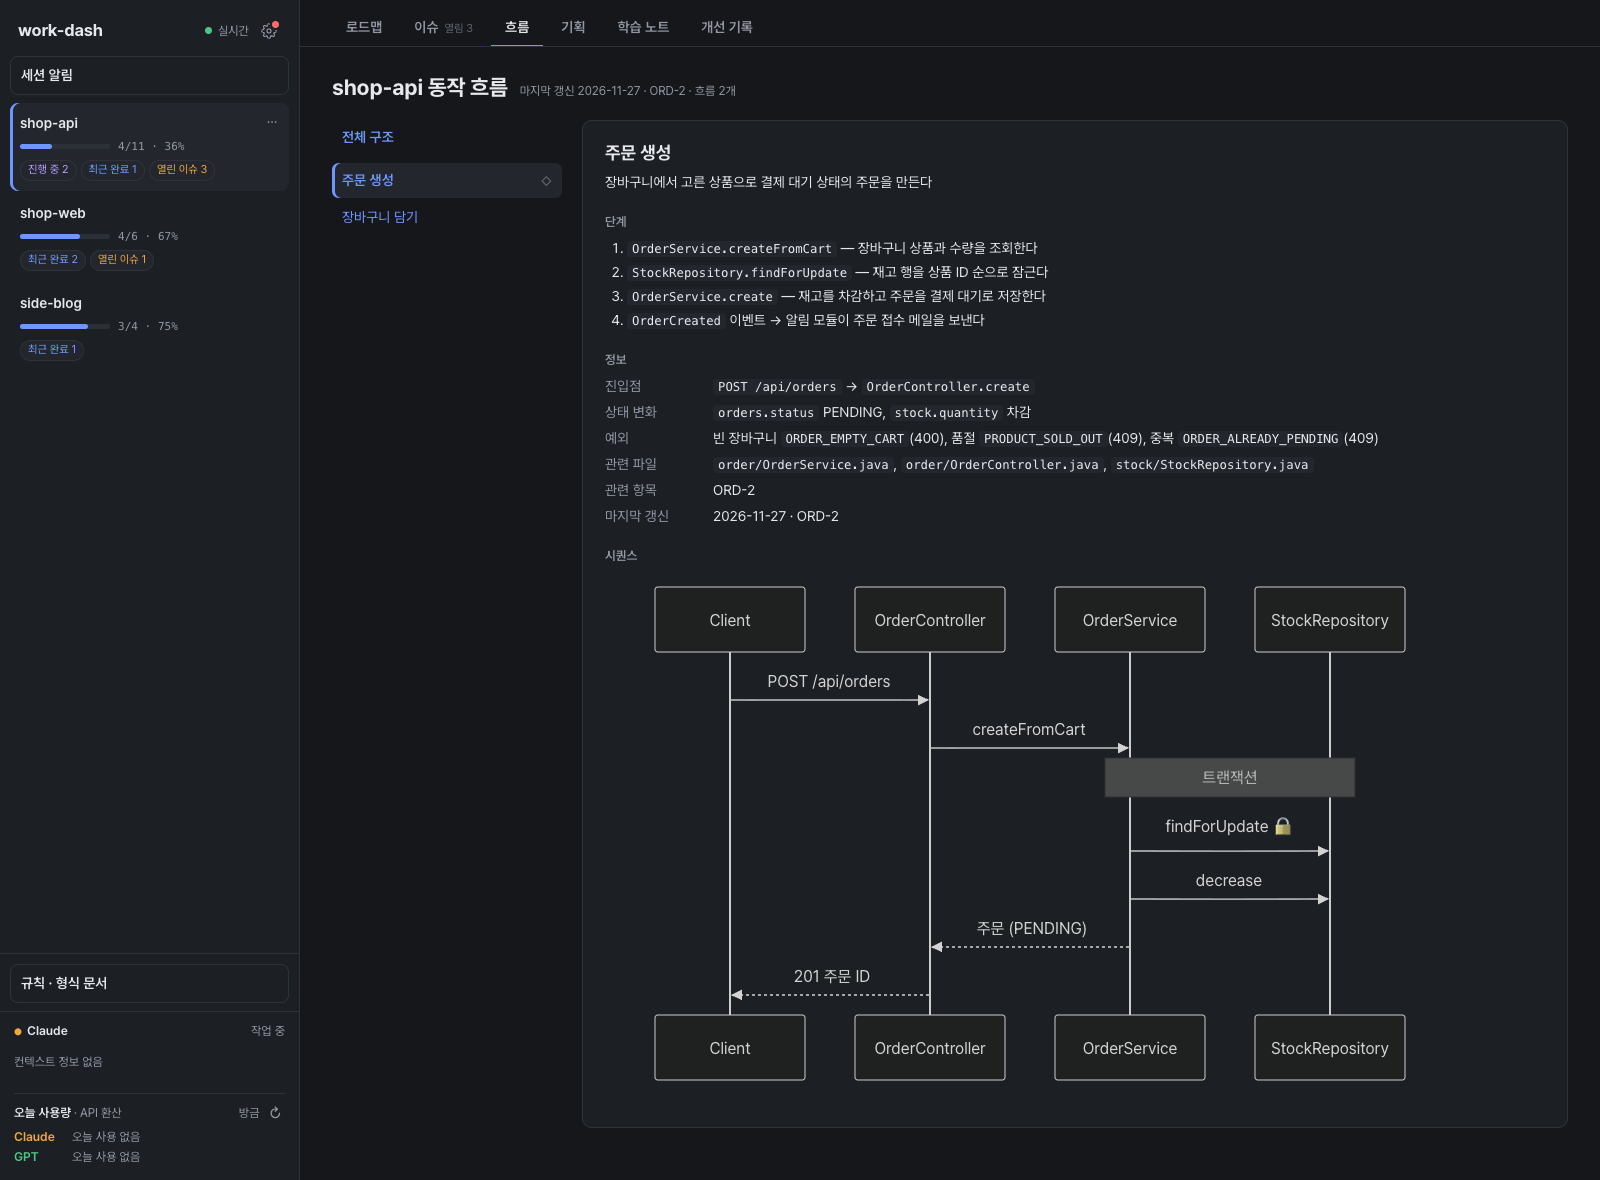 work-dash
실시간
세션 알림
shop-api
4/11 · 36%
진행 중 2
최근 완료 1
열린 이슈 3
shop-web
4/6 · 67%
최근 완료 2
열린 이슈 1
side-blog
3/4 · 75%
최근 완료 1
규칙 · 형식 문서
Claude
작업 중
컨텍스트 정보 없음
오늘 사용량 · API 환산
방금
Claude 오늘 사용 없음
GPT 오늘 사용 없음
로드맵
이슈 열림 3
흐름
기획
학습 노트
개선 기록
shop-api 동작 흐름
마지막 갱신 2026-11-27 · ORD-2 · 흐름 2개
전체 구조
주문 생성
장바구니 담기
주문 생성
장바구니에서 고른 상품으로 결제 대기 상태의 주문을 만든다
단계
1. OrderService.createFromCart — 장바구니 상품과 수량을 조회한다
2. StockRepository.findForUpdate — 재고 행을 상품 ID 순으로 잠근다
3. OrderService.create — 재고를 차감하고 주문을 결제 대기로 저장한다
4. OrderCreated 이벤트 → 알림 모듈이 주문 접수 메일을 보낸다
정보
진입점 POST /api/orders → OrderController.create
상태 변화 orders.status PENDING, stock.quantity 차감
예외 빈 장바구니 ORDER_EMPTY_CART (400), 품절 PRODUCT_SOLD_OUT (409), 중복 ORDER_ALREADY_PENDING (409)
관련 파일 order/OrderService.java, order/OrderController.java, stock/StockRepository.java
관련 항목 ORD-2
마지막 갱신 2026-11-27 · ORD-2
시퀀스
Client OrderController OrderService StockRepository
POST /api/orders
createFromCart
트랜잭션
findForUpdate 🔒
decrease
주문 (PENDING)
201 주문 ID
Client OrderController OrderService StockRepository